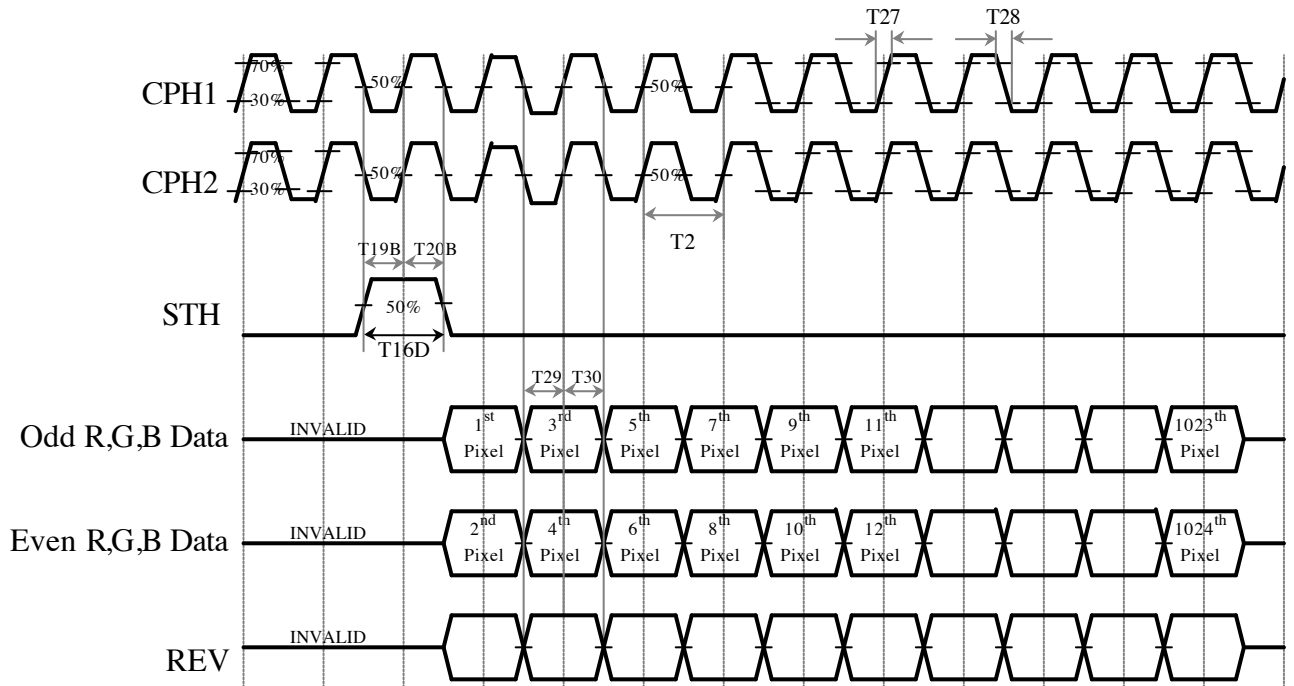 T27 T28
CPH1 70% 30% 50% 50%
CPH2 70% 30% 50% 50%
T2
T19B T20B
STH 50%
T16D
T29 T30
Odd R,G,B Data INVALID 1st Pixel 3rd Pixel 5th Pixel 7th Pixel 9th Pixel 11th Pixel 1023th Pixel
Even R,G,B Data INVALID 2nd Pixel 4th Pixel 6th Pixel 8th Pixel 10th Pixel 12th Pixel 1024th Pixel
REV INVALID